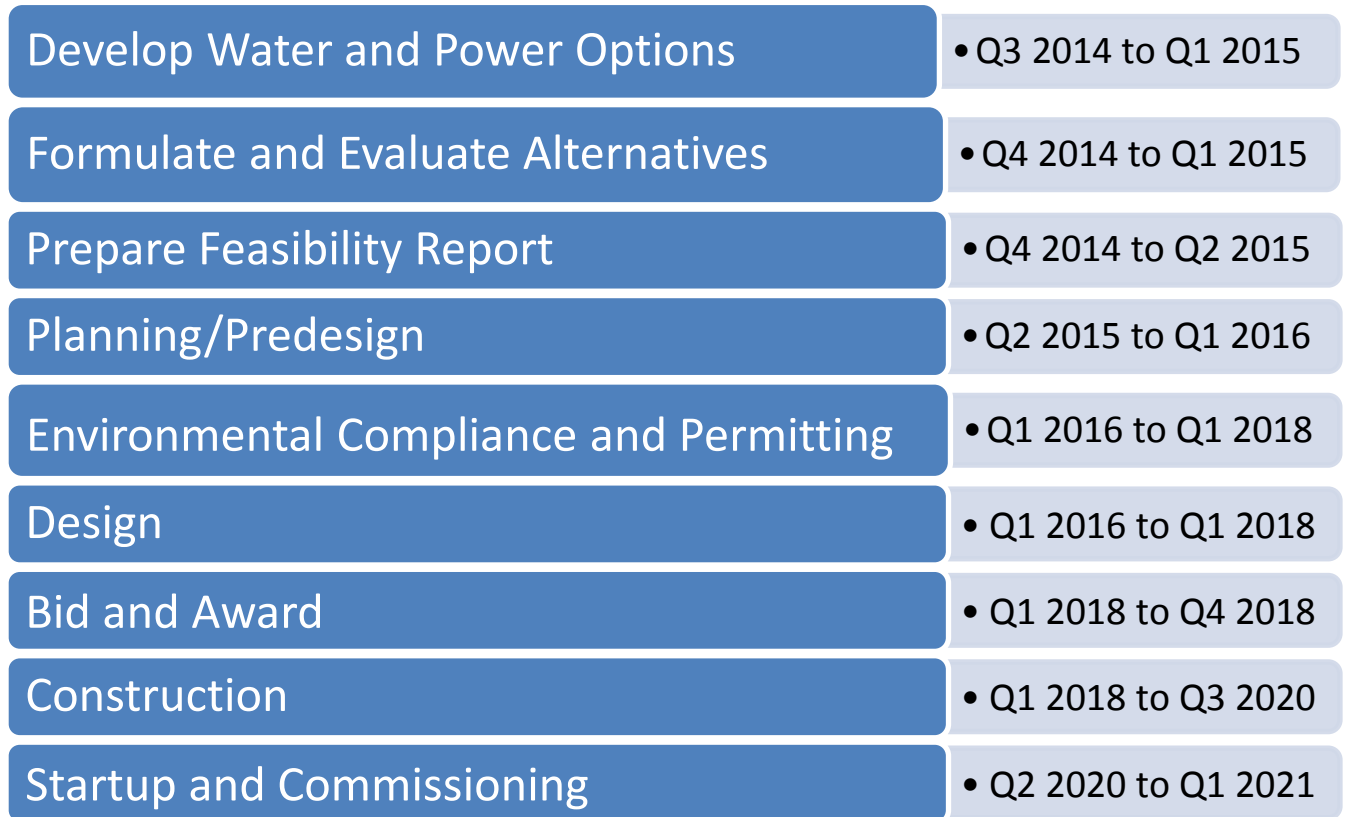 Develop Water and Power Options
• Q3 2014 to Q1 2015
Formulate and Evaluate Alternatives
• Q4 2014 to Q1 2015
Prepare Feasibility Report
• Q4 2014 to Q2 2015
Planning/Predesign
• Q2 2015 to Q1 2016
Environmental Compliance and Permitting
• Q1 2016 to Q1 2018
Design
• Q1 2016 to Q1 2018
Bid and Award
• Q1 2018 to Q4 2018
Construction
• Q1 2018 to Q3 2020
Startup and Commissioning
• Q2 2020 to Q1 2021